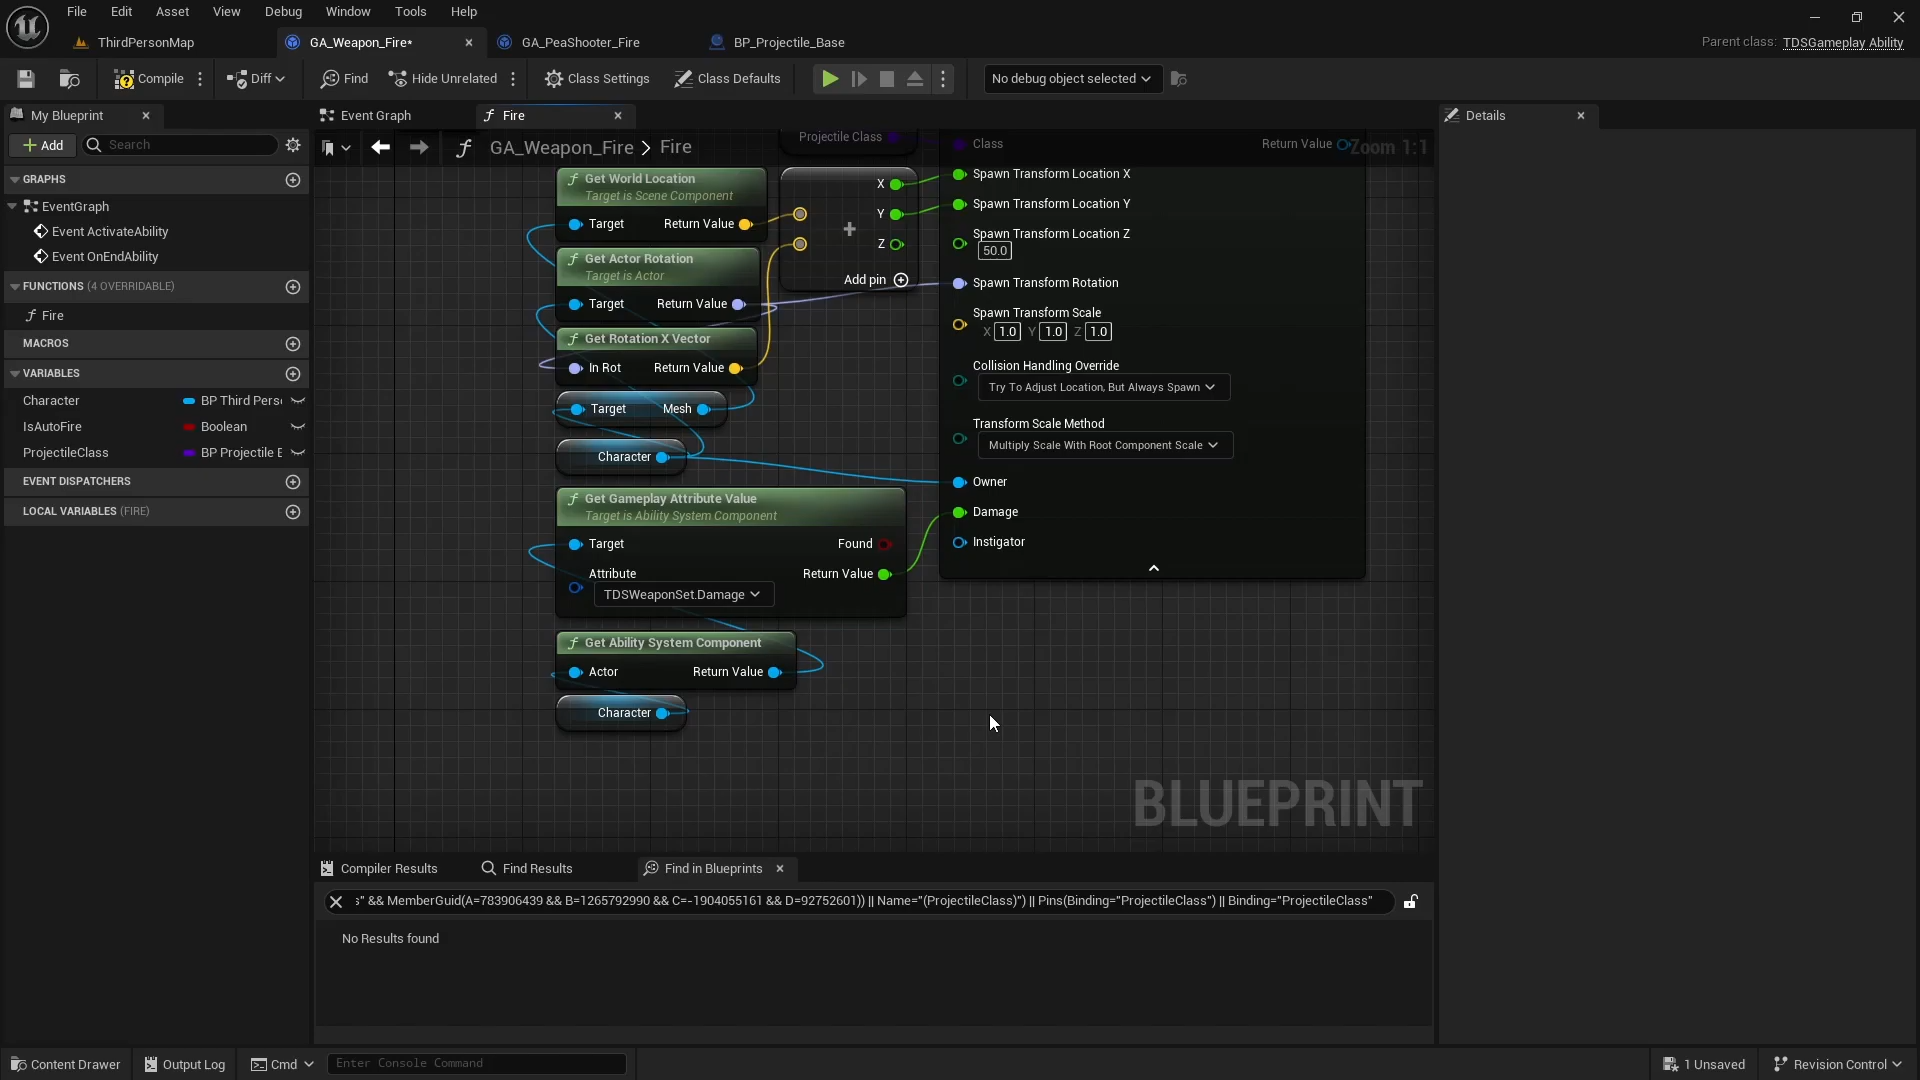 File Edit Asset View Debug Window Tools Help
ThirdPersonMap GA_Weapon_Fire* GA_PeaShooter_Fire BP_Projectile_Base Parent class: TDSGameplay Ability
Compile Diff Find Hide Unrelated Class Settings Class Defaults No debug object selected
My Blueprint Event Graph Fire Details
Add Search
GA_Weapon_Fire > Fire Zoom 1:1
GRAPHS
EventGraph
Event ActivateAbility
Event OnEndAbility
FUNCTIONS (4 OVERRIDABLE)
Fire
MACROS
VARIABLES
Character BP Third Pers
IsAutoFire Boolean
ProjectileClass BP Projectile E
EVENT DISPATCHERS
LOCAL VARIABLES (FIRE)
Projectile Class
Get World Location
Target is Scene Component
Target Return Value
Get Actor Rotation
Target is Actor
Target Return Value
Get Rotation X Vector
In Rot Return Value
Target Mesh
Character
X
Y
Z
Add pin
Get Gameplay Attribute Value
Target is Ability System Component
Target Found
Attribute Return Value
TDSWeaponSet.Damage
Get Ability System Component
Actor Return Value
Character
Class Return Value
Spawn Transform Location X
Spawn Transform Location Y
Spawn Transform Location Z
50.0
Spawn Transform Rotation
Spawn Transform Scale
X 1.0 Y 1.0 Z 1.0
Collision Handling Override
Try To Adjust Location, But Always Spawn
Transform Scale Method
Multiply Scale With Root Component Scale
Owner
Damage
Instigator
BLUEPRINT
Compiler Results Find Results Find in Blueprints
s" && MemberGuid(A=783906439 && B=1265792990 && C=-1904055161 && D=92752601)) || Name="(ProjectileClass)") || Pins(Binding="ProjectileClass") || Binding="ProjectileClass"
No Results found
Content Drawer Output Log Cmd Enter Console Command 1 Unsaved Revision Control